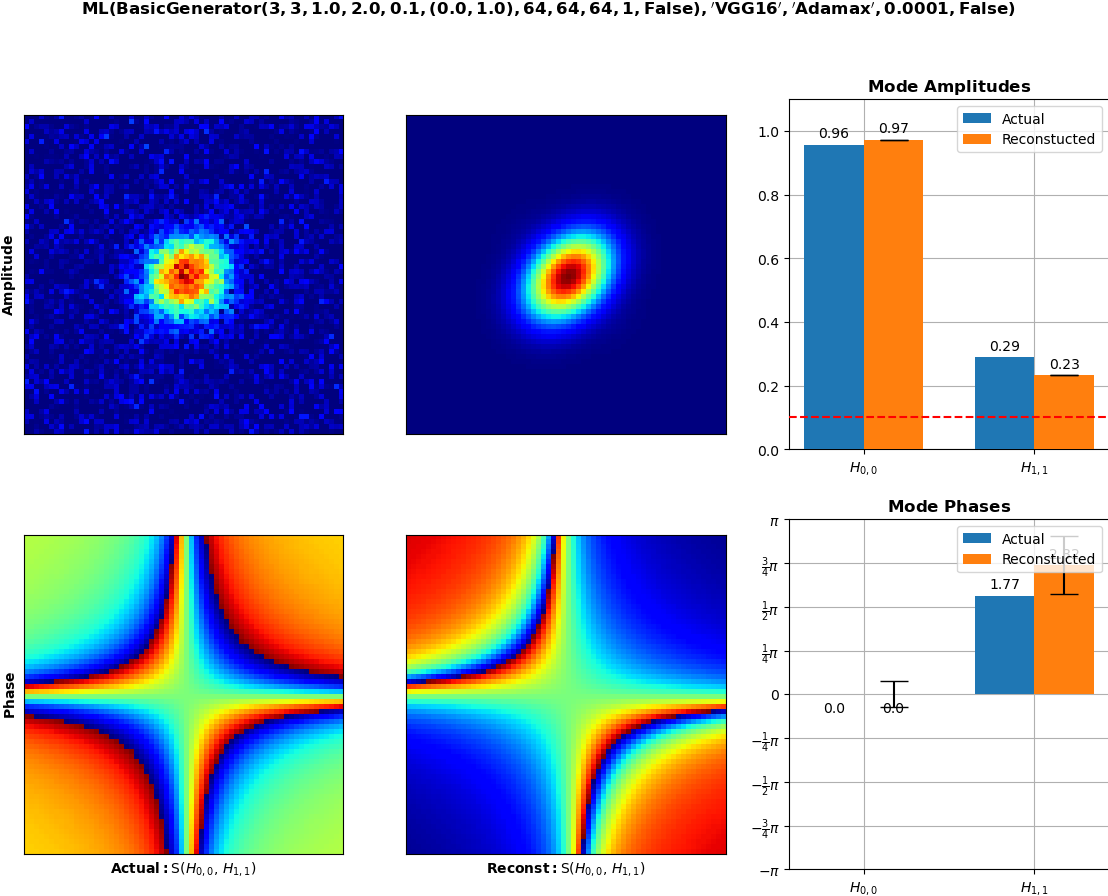 ML(BasicGenerator(3, 3, 1.0, 2.0, 0.1, (0.0, 1.0), 64, 64, 64, 1, False), ′VGG16′, ′Adamax′, 0.0001, False)
Mode Amplitudes
Amplitude
1.0
0.8
0.6
0.4
0.2
0.0
0.96
0.97
0.29
0.23
Actual
Reconstucted
H0,0
H1,1
Mode Phases
Phase
π
3/4π
1/2π
1/4π
0
−1/4π
−1/2π
−3/4π
−π
0.0
0.0
1.77
Actual
Reconstucted
H0,0
H1,1
Actual: S(H0,0, H1,1)
Reconst: S(H0,0, H1,1)